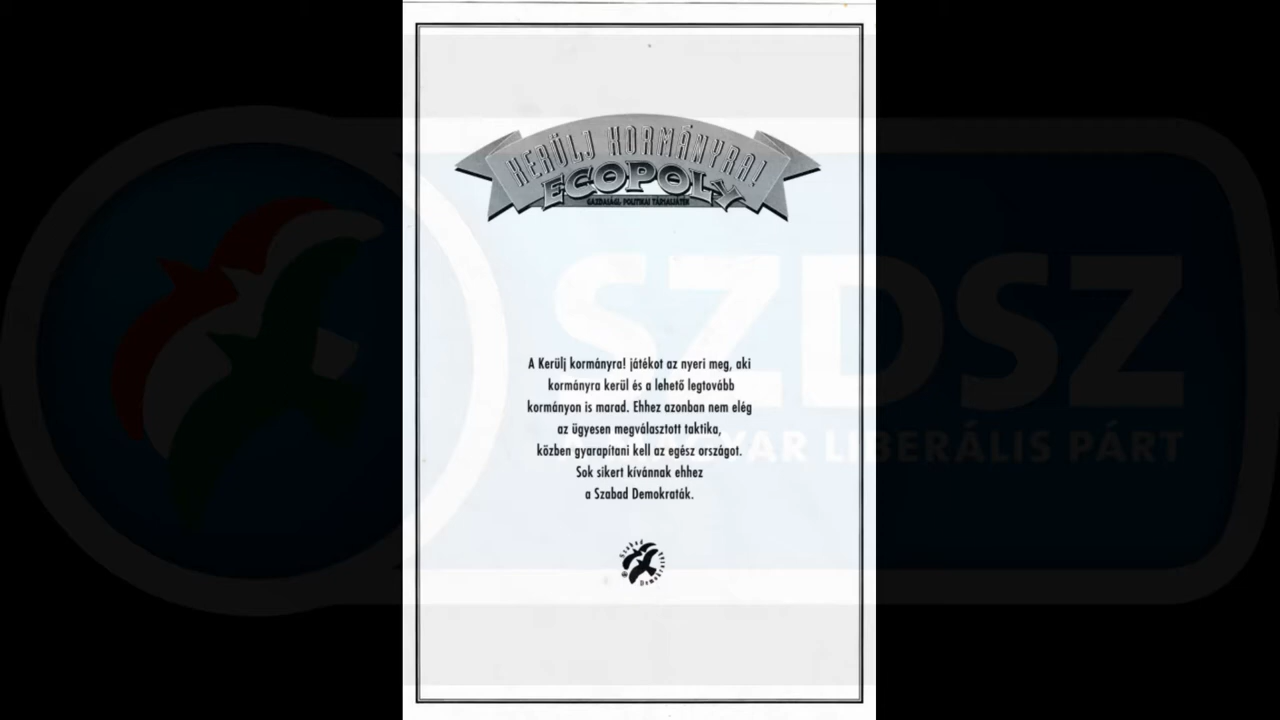 KERÜLJ KORMÁNYRA!
ECOPOLY
GAZDASÁGI, POLITIKAI TÁRSASJÁTÉK
SZDSZ
A MAGYAR LIBERÁLIS PÁRT
A Kerülj kormányra! játékot az nyeri meg, aki
kormányra kerül és a lehető legtovább
kormányon is marad. Ehhez azonban nem elég
az ügyesen megválasztott taktika,
közben gyarapítani kell az egész országot.
Sok sikert kívánnak ehhez
a Szabad Demokraták.
Szabad
Demokraták